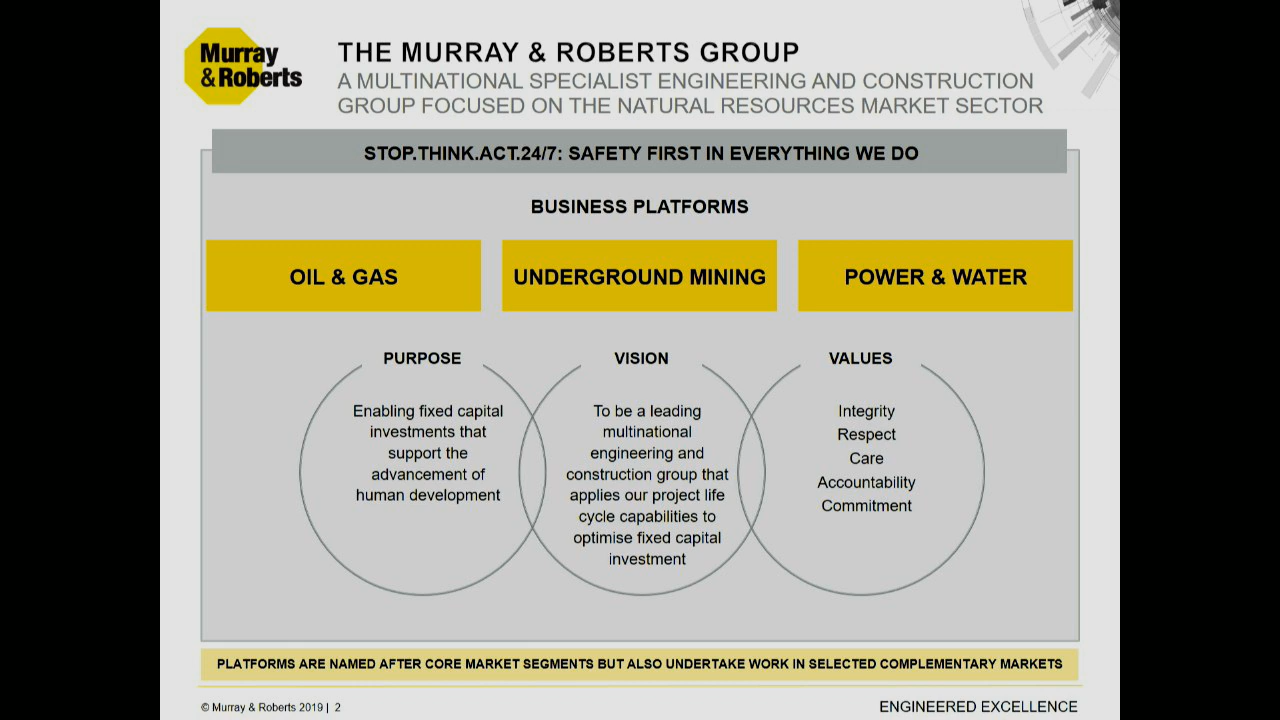 Murray
& Roberts
THE MURRAY & ROBERTS GROUP
A MULTINATIONAL SPECIALIST ENGINEERING AND CONSTRUCTION
GROUP FOCUSED ON THE NATURAL RESOURCES MARKET SECTOR
STOP.THINK.ACT.24/7: SAFETY FIRST IN EVERYTHING WE DO
BUSINESS PLATFORMS
OIL & GAS
UNDERGROUND MINING
POWER & WATER
PURPOSE
Enabling fixed capital
investments that
support the
advancement of
human development
VISION
To be a leading
multinational
engineering and
construction group that
applies our project life
cycle capabilities to
optimise fixed capital
investment
VALUES
Integrity
Respect
Care
Accountability
Commitment
PLATFORMS ARE NAMED AFTER CORE MARKET SEGMENTS BUT ALSO UNDERTAKE WORK IN SELECTED COMPLEMENTARY MARKETS
© Murray & Roberts 2019 | 2
ENGINEERED EXCELLENCE